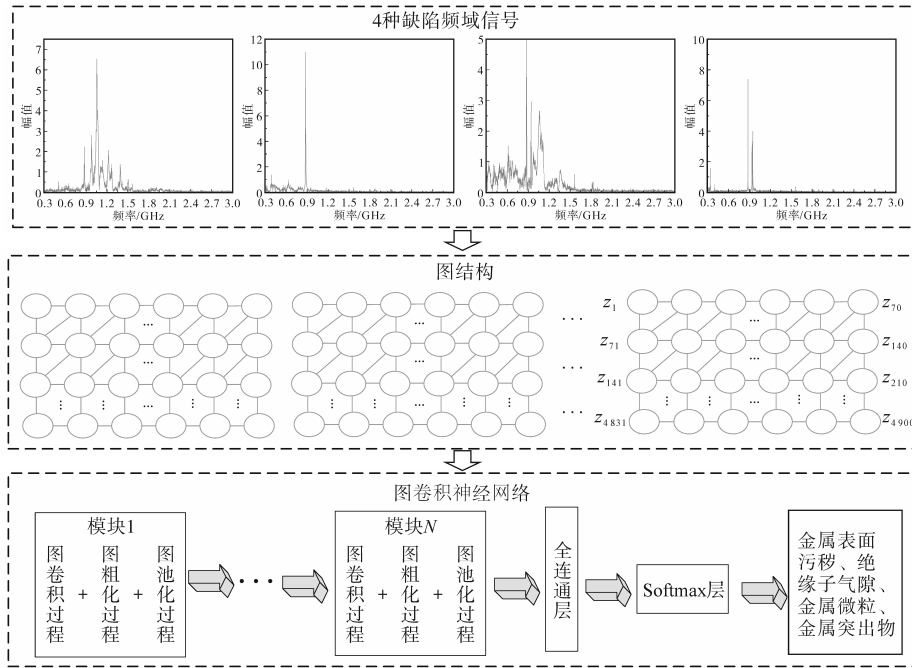 4种缺陷频域信号
7
6
5
4
3
2
1
0
幅值
0.3 0.6 0.9 1.2 1.5 1.8 2.1 2.4 2.7 3.0
频率/GHz
12
10
8
6
4
2
0
幅值
0.3 0.6 0.9 1.2 1.5 1.8 2.1 2.4 2.7 3.0
频率/GHz
5
4
3
2
1
0
幅值
0.3 0.6 0.9 1.2 1.5 1.8 2.1 2.4 2.7 3.0
频率/GHz
10
8
6
4
2
0
幅值
0.3 0.6 0.9 1.2 1.5 1.8 2.1 2.4 2.7 3.0
频率/GHz
图结构
z1
z70
z71
z140
z141
z210
z4 831
z4 900
图卷积神经网络
模块1
图卷积过程
+
图粗化过程
+
图池化过程
模块N
图卷积过程
+
图粗化过程
+
图池化过程
全连通层
Softmax层
金属表面
污秽、绝
缘子气隙、
金属微粒、
金属突出物